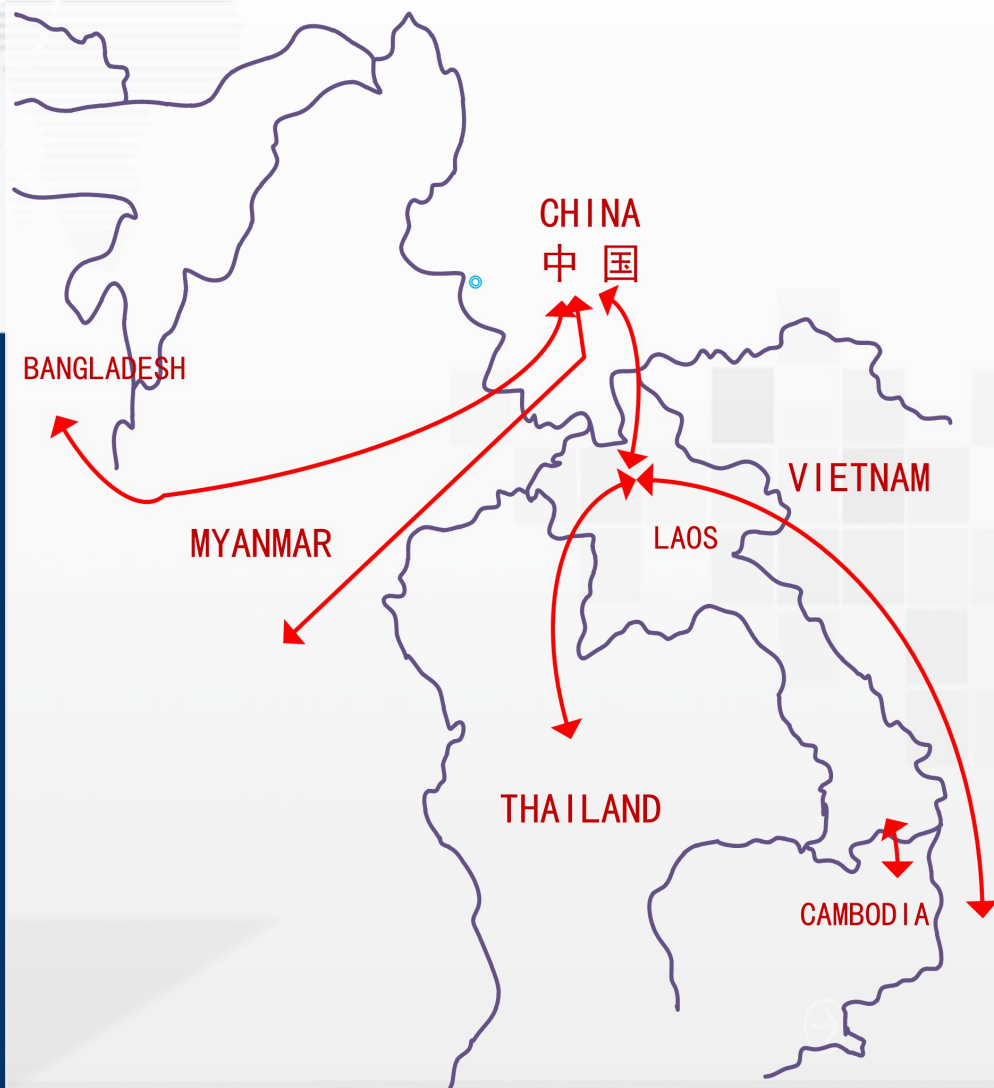 CHINA
中 国
BANGLADESH
VIETNAM
MYANMAR
LAOS
THAILAND
CAMBODIA